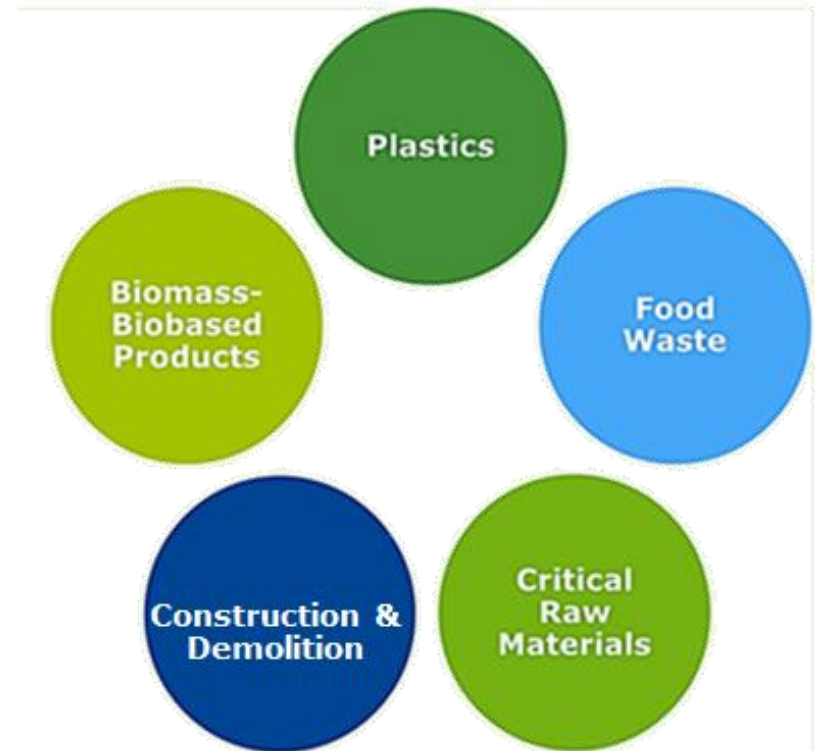 Plastics
Food
Waste
Critical
Raw
Materials
Construction &
Demolition
Biomass-
Biobased
Products